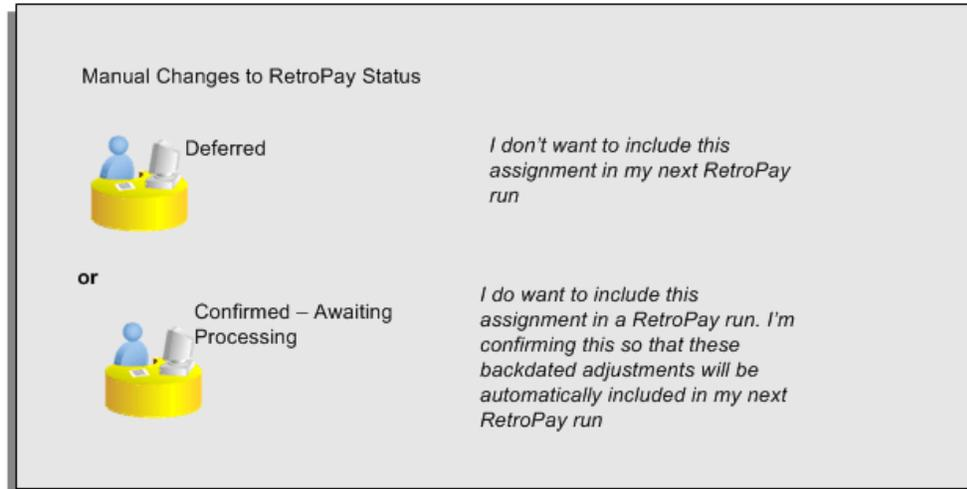 Manual Changes to RetroPay Status
Deferred
I don't want to include this
assignment in my next RetroPay
run
or
Confirmed – Awaiting
Processing
I do want to include this
assignment in a RetroPay run. I'm
confirming this so that these
backdated adjustments will be
automatically included in my next
RetroPay run